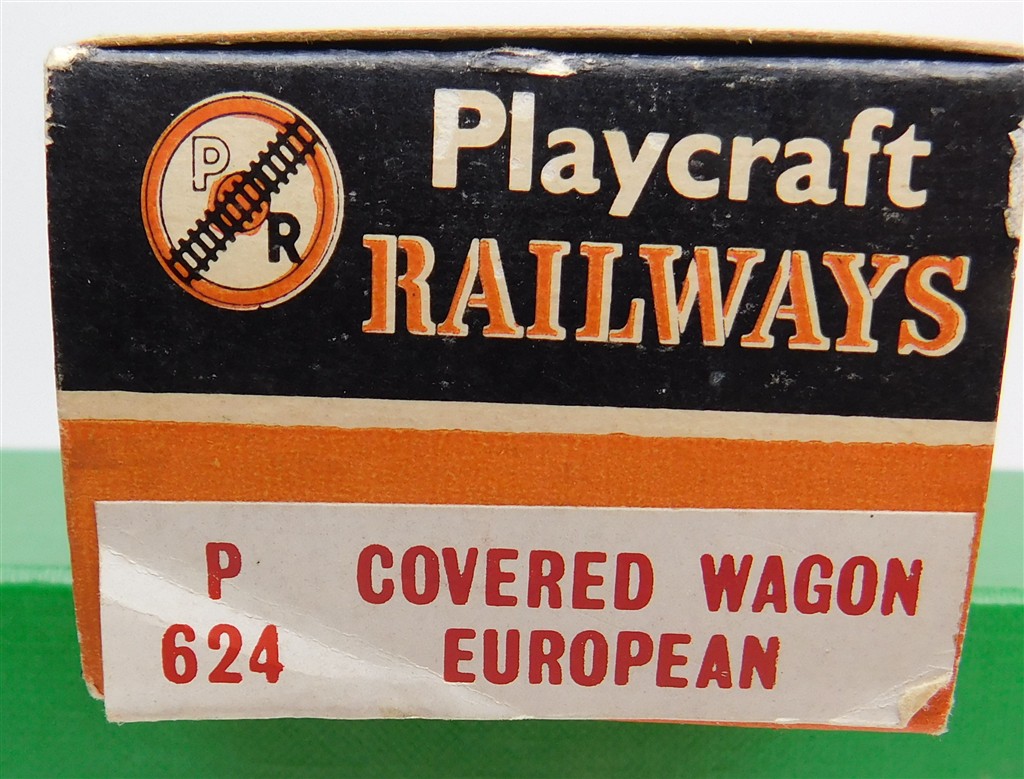 P
R
Playcraft
RAILWAYS
P COVERED WAGON
624 EUROPEAN